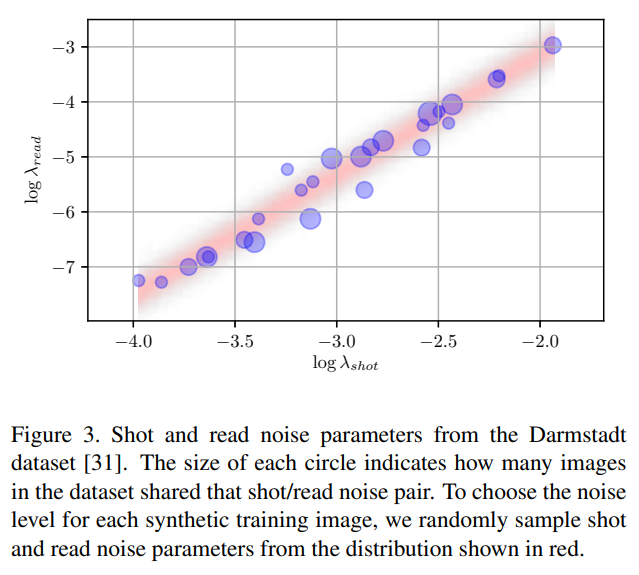 −3
−4
−5
−6
−7
log λread
−4.0 −3.5 −3.0 −2.5 −2.0
log λshot
Figure 3. Shot and read noise parameters from the Darmstadt
dataset [31]. The size of each circle indicates how many images
in the dataset shared that shot/read noise pair. To choose the noise
level for each synthetic training image, we randomly sample shot
and read noise parameters from the distribution shown in red.